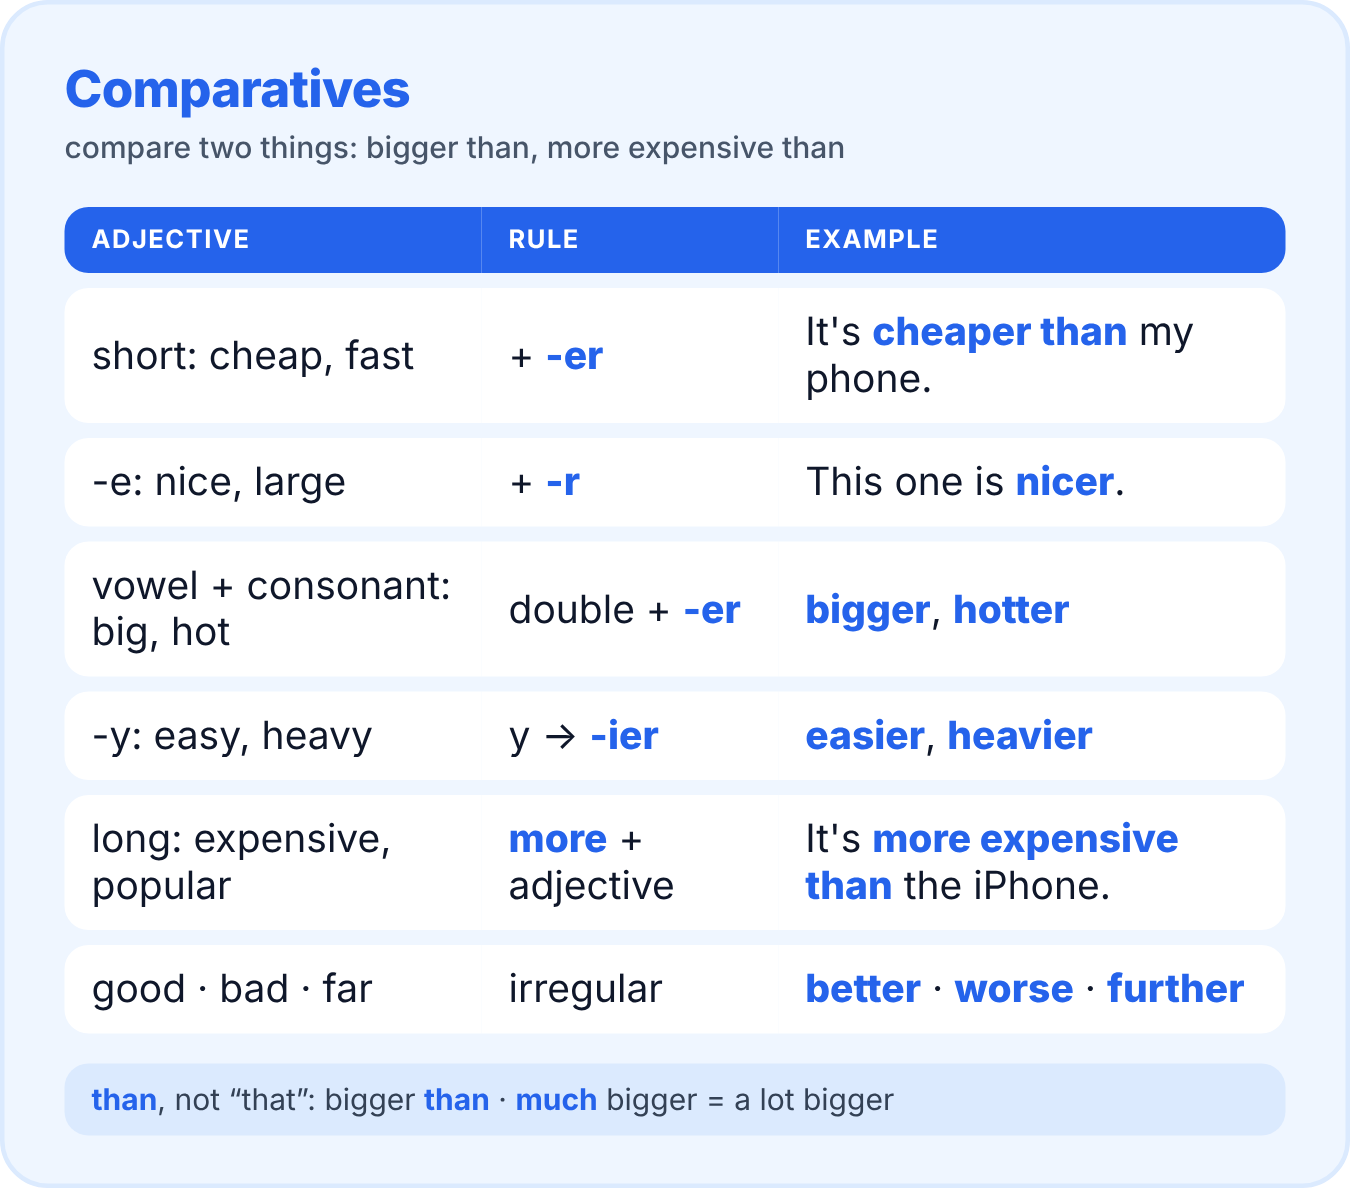 Comparatives
compare two things: bigger than, more expensive than
ADJECTIVE RULE EXAMPLE
short: cheap, fast + -er It's cheaper than my
phone.
-e: nice, large + -r This one is nicer.
vowel + consonant:
big, hot double + -er bigger, hotter
-y: easy, heavy y → -ier easier, heavier
long: expensive, more + It's more expensive
popular adjective than the iPhone.
good · bad · far irregular better · worse · further
than, not “that”: bigger than · much bigger = a lot bigger